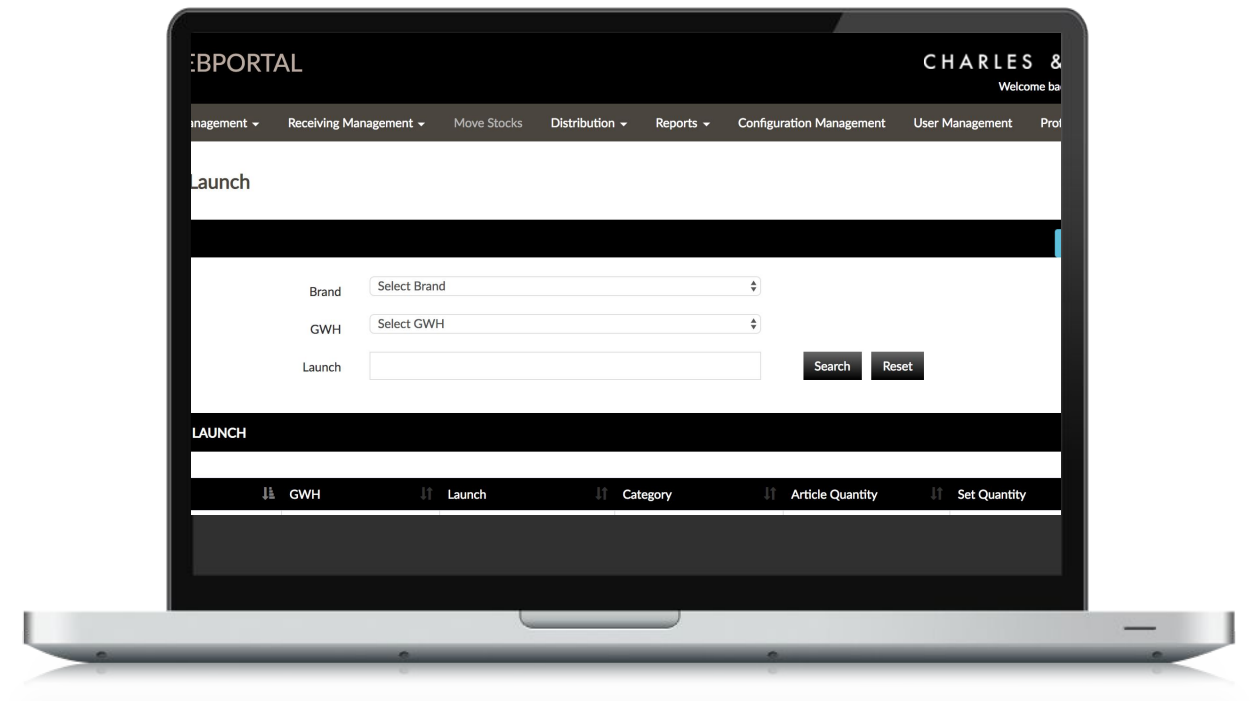 EBPORTAL
CHARLES &
Welcome ba
anagement Receiving Management Move Stocks Distribution Reports Configuration Management User Management Prof
Launch
Brand Select Brand
GWH Select GWH
Launch Search Reset
LAUNCH
GWH Launch Category Article Quantity Set Quantity